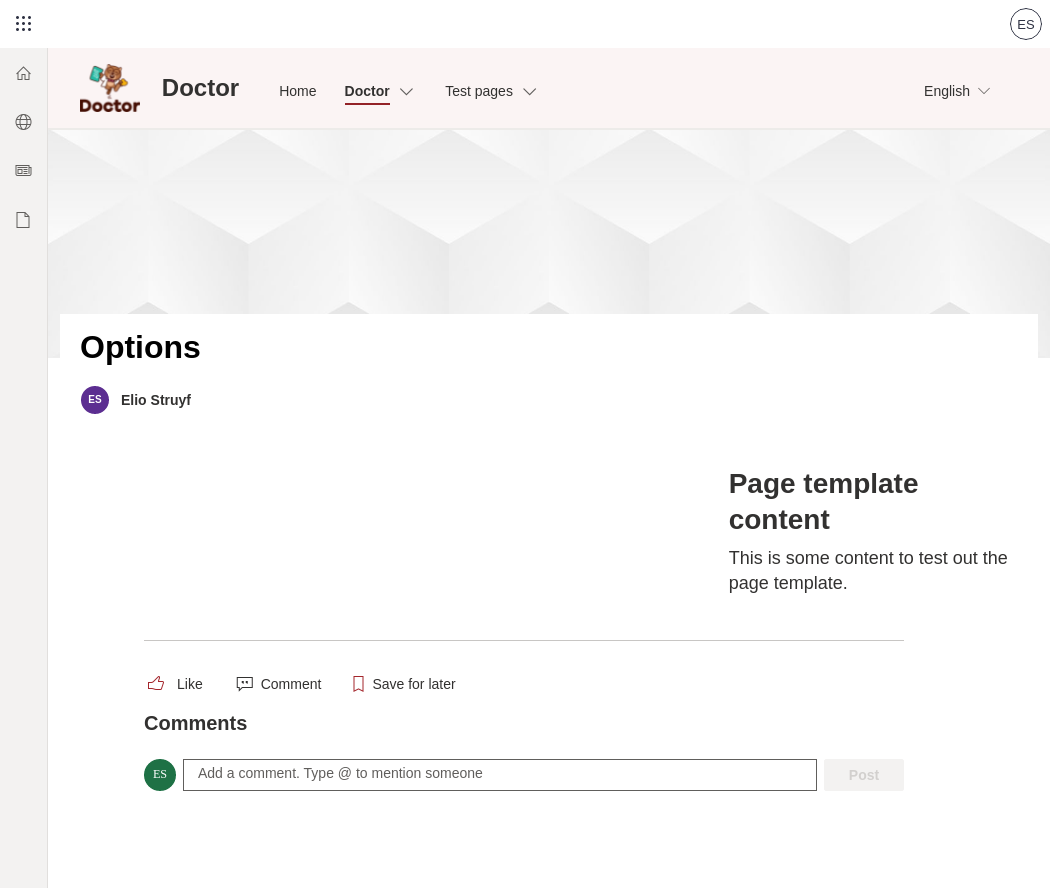 ES
Doctor
Doctor
Home
Doctor
Test pages
English
Options
ES
Elio Struyf
Page template
content
This is some content to test out the
page template.
Like
Comment
Save for later
Comments
ES
Add a comment. Type @ to mention someone
Post